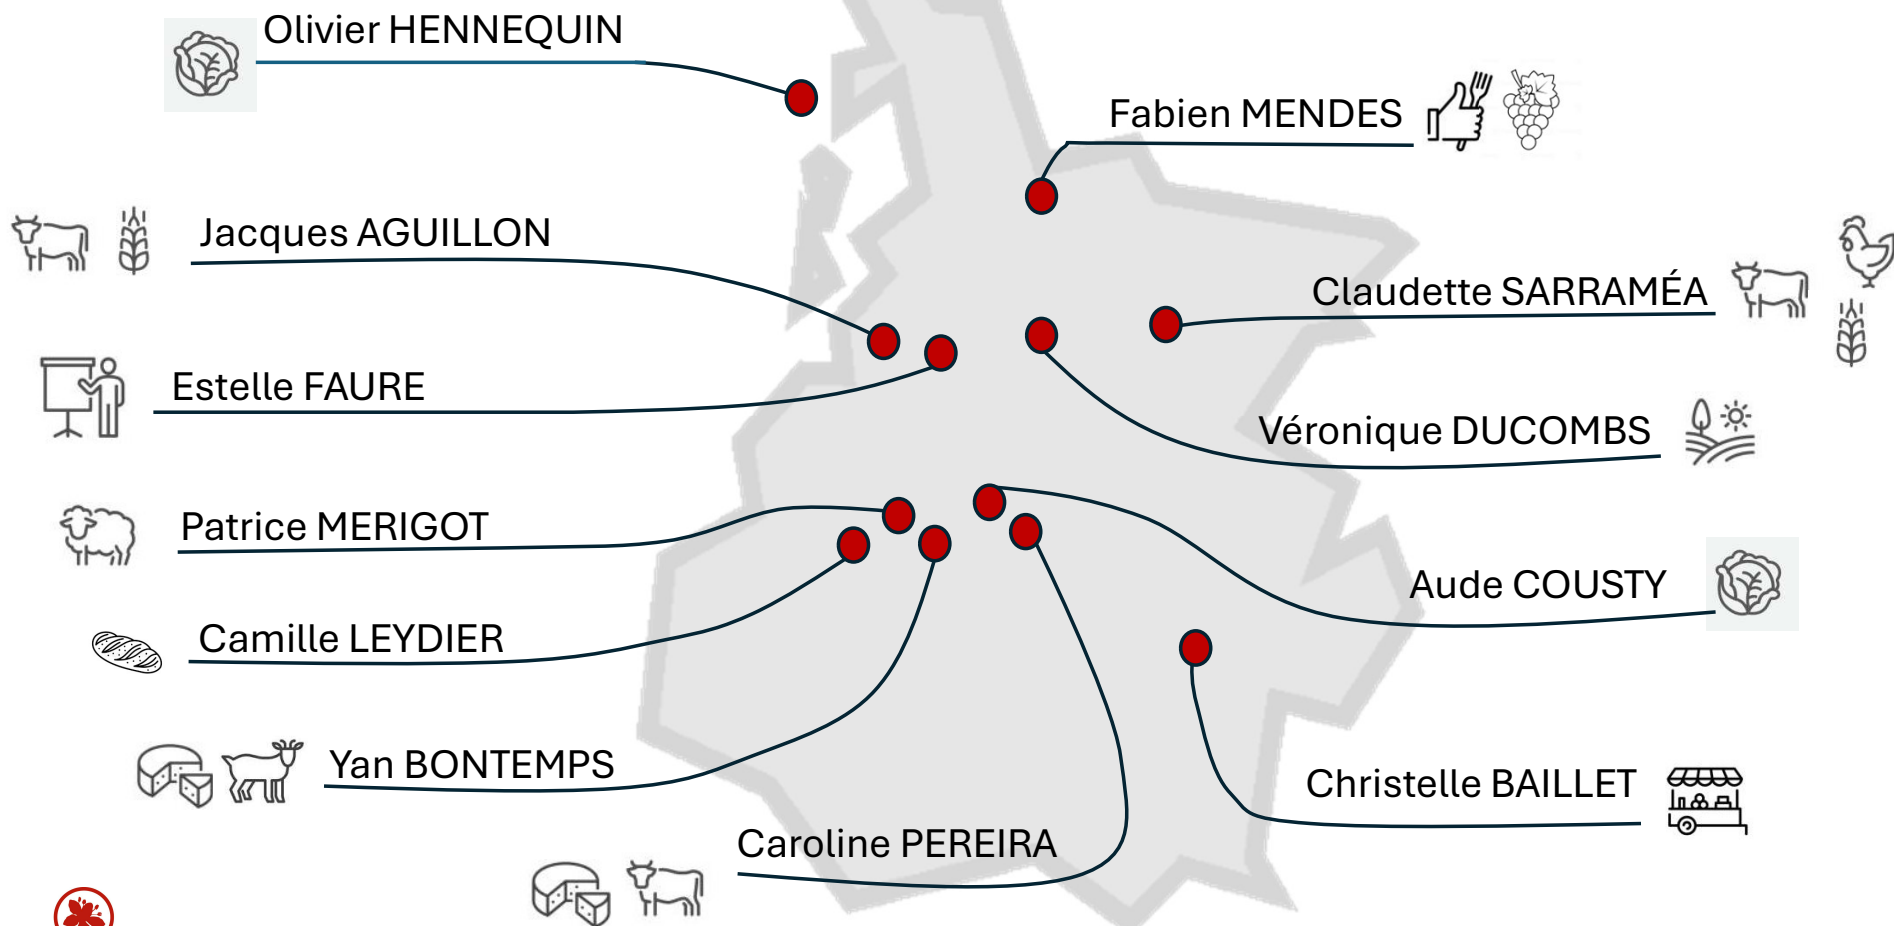 Olivier HENNEQUIN
Fabien MENDES
Jacques AGUILLON
Claudette SARRAMÉA
Estelle FAURE
Véronique DUCOMBS
Patrice MERIGOT
Aude COUSTY
Camille LEYDIER
Yan BONTEMPS
Christelle BAILLET
Caroline PEREIRA